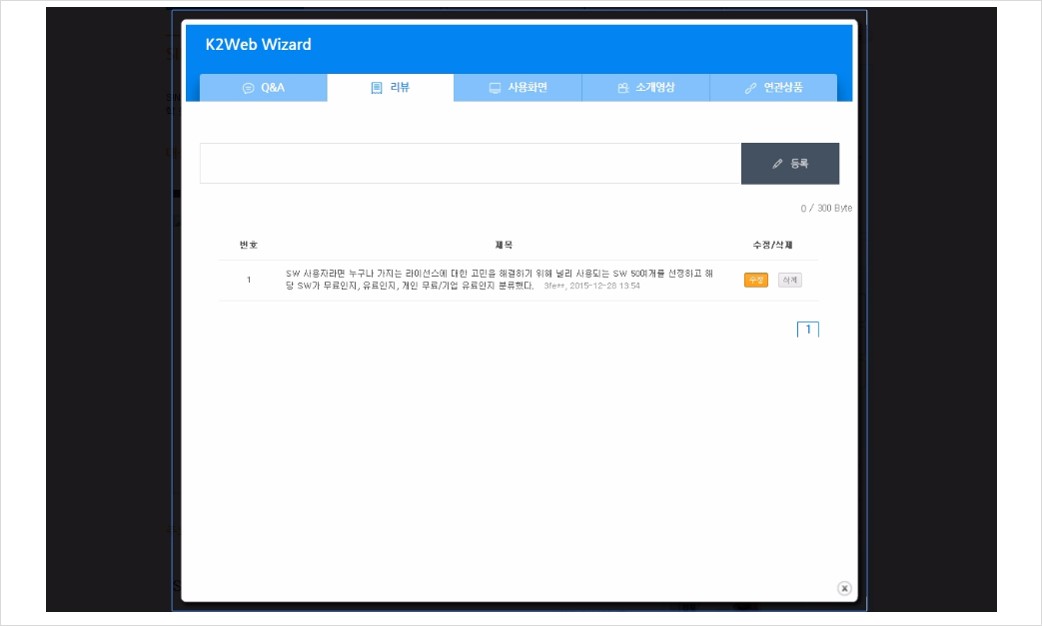 K2Web Wizard
Q&A 리뷰 사용화면 소개영상 연관상품
등록
0 / 300 Byte
번호 제목 수정/삭제
1 SW 사용자라면 누구나 가지는 라이선스에 대한 고민을 해결하기 위해 널리 사용되는 SW 500여개를 선정하고 해
당 SW가 무료인지, 유료인지, 개인 무료/기업 유료인지 분류했다. 2015-12-28 13:54
수정 삭제
1